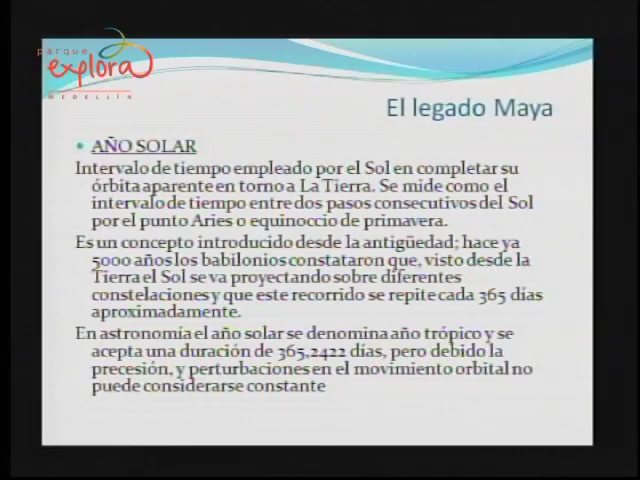 parque
explora
MEDELLÍN
El legado Maya
• AÑO SOLAR
Intervalo de tiempo empleado por el Sol en completar su
órbita aparente en torno a La Tierra. Se mide como el
intervalo de tiempo entre dos pasos consecutivos del Sol
por el punto Aries o equinoccio de primavera.
Es un concepto introducido desde la antigüedad; hace ya
5000 años los babilonios constataron que, visto desde la
Tierra el Sol se va proyectando sobre diferentes
constelaciones y que este recorrido se repite cada 365 días
aproximadamente.
En astronomía el año solar se denomina año trópico y se
acepta una duración de 365,2422 días, pero debido la
precesión, y perturbaciones en el movimiento orbital no
puede considerarse constante